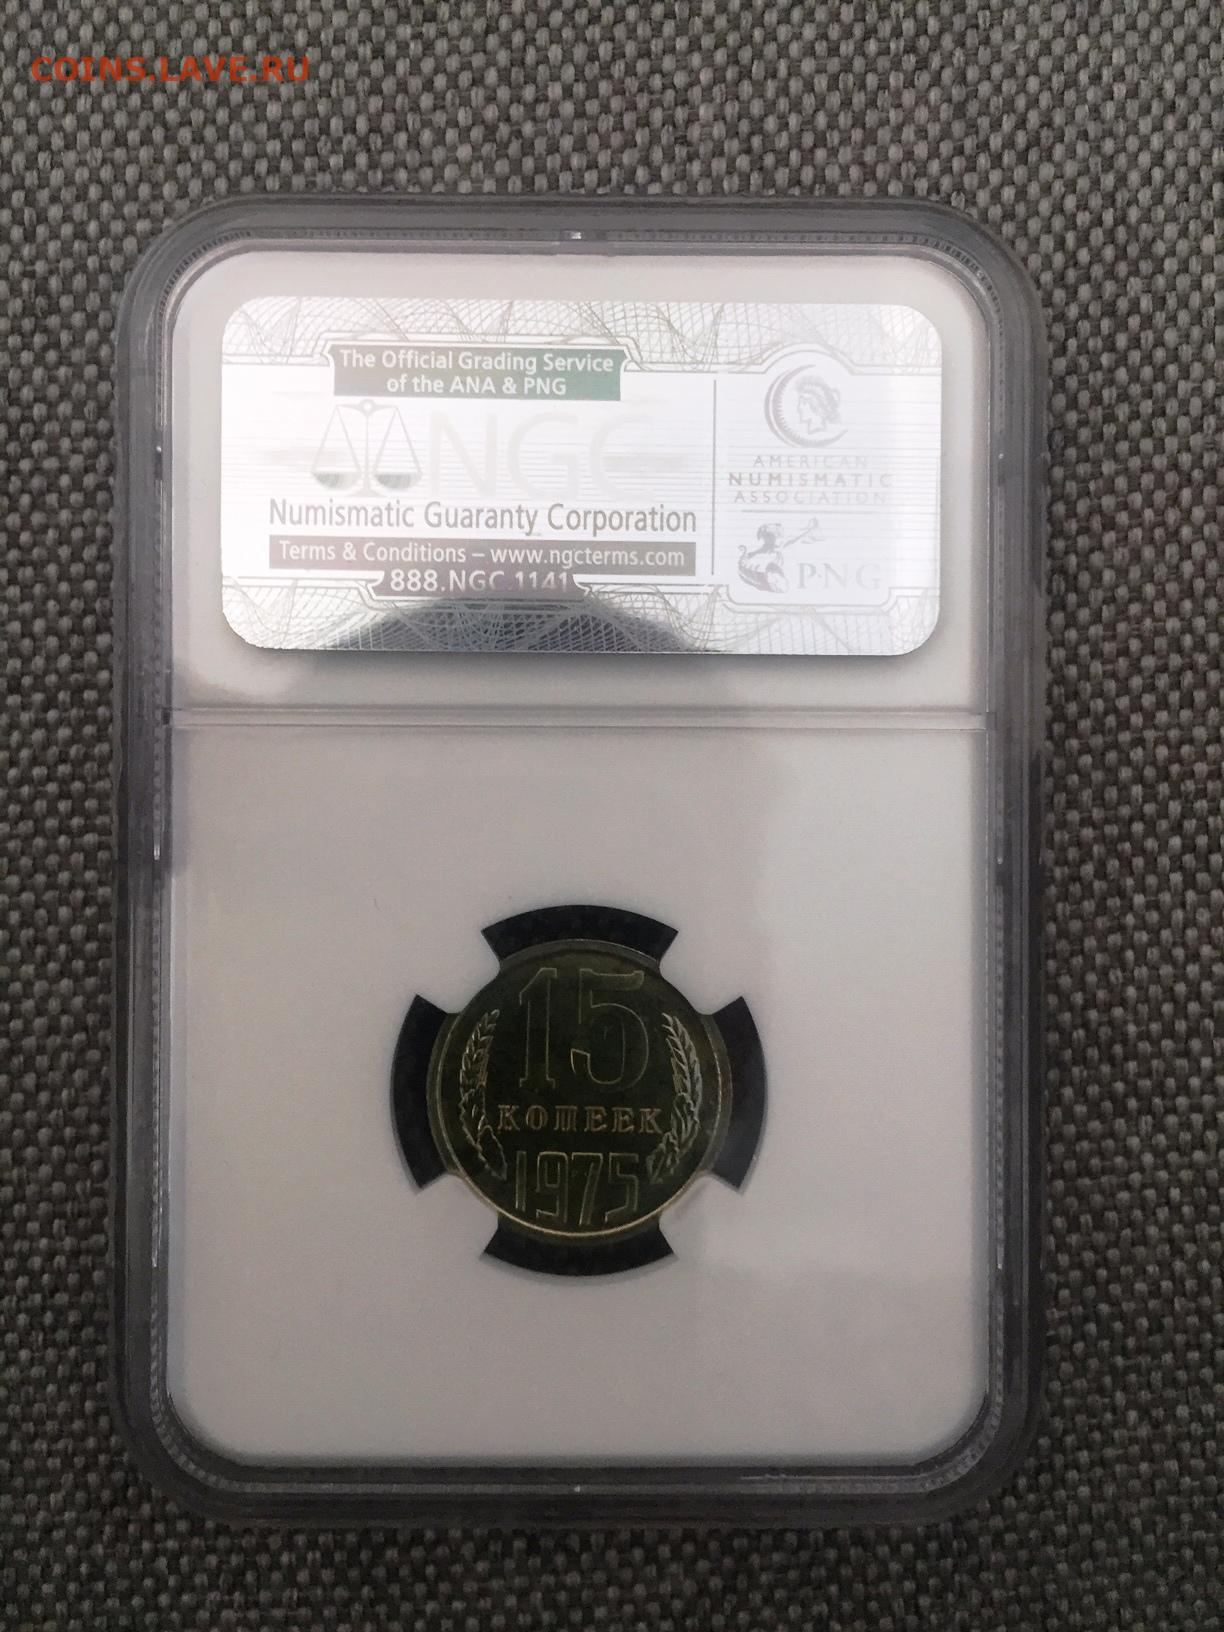 COINS.LAVE.RU
The Official Grading Service
of the ANA & PNG
NGC
Numismatic Guaranty Corporation
Terms & Conditions – www.ngcterms.com
888.NGC.1141
AMERICAN
NUMISMATIC
ASSOCIATION
P·N·G
15
КОПЕЕК
1975